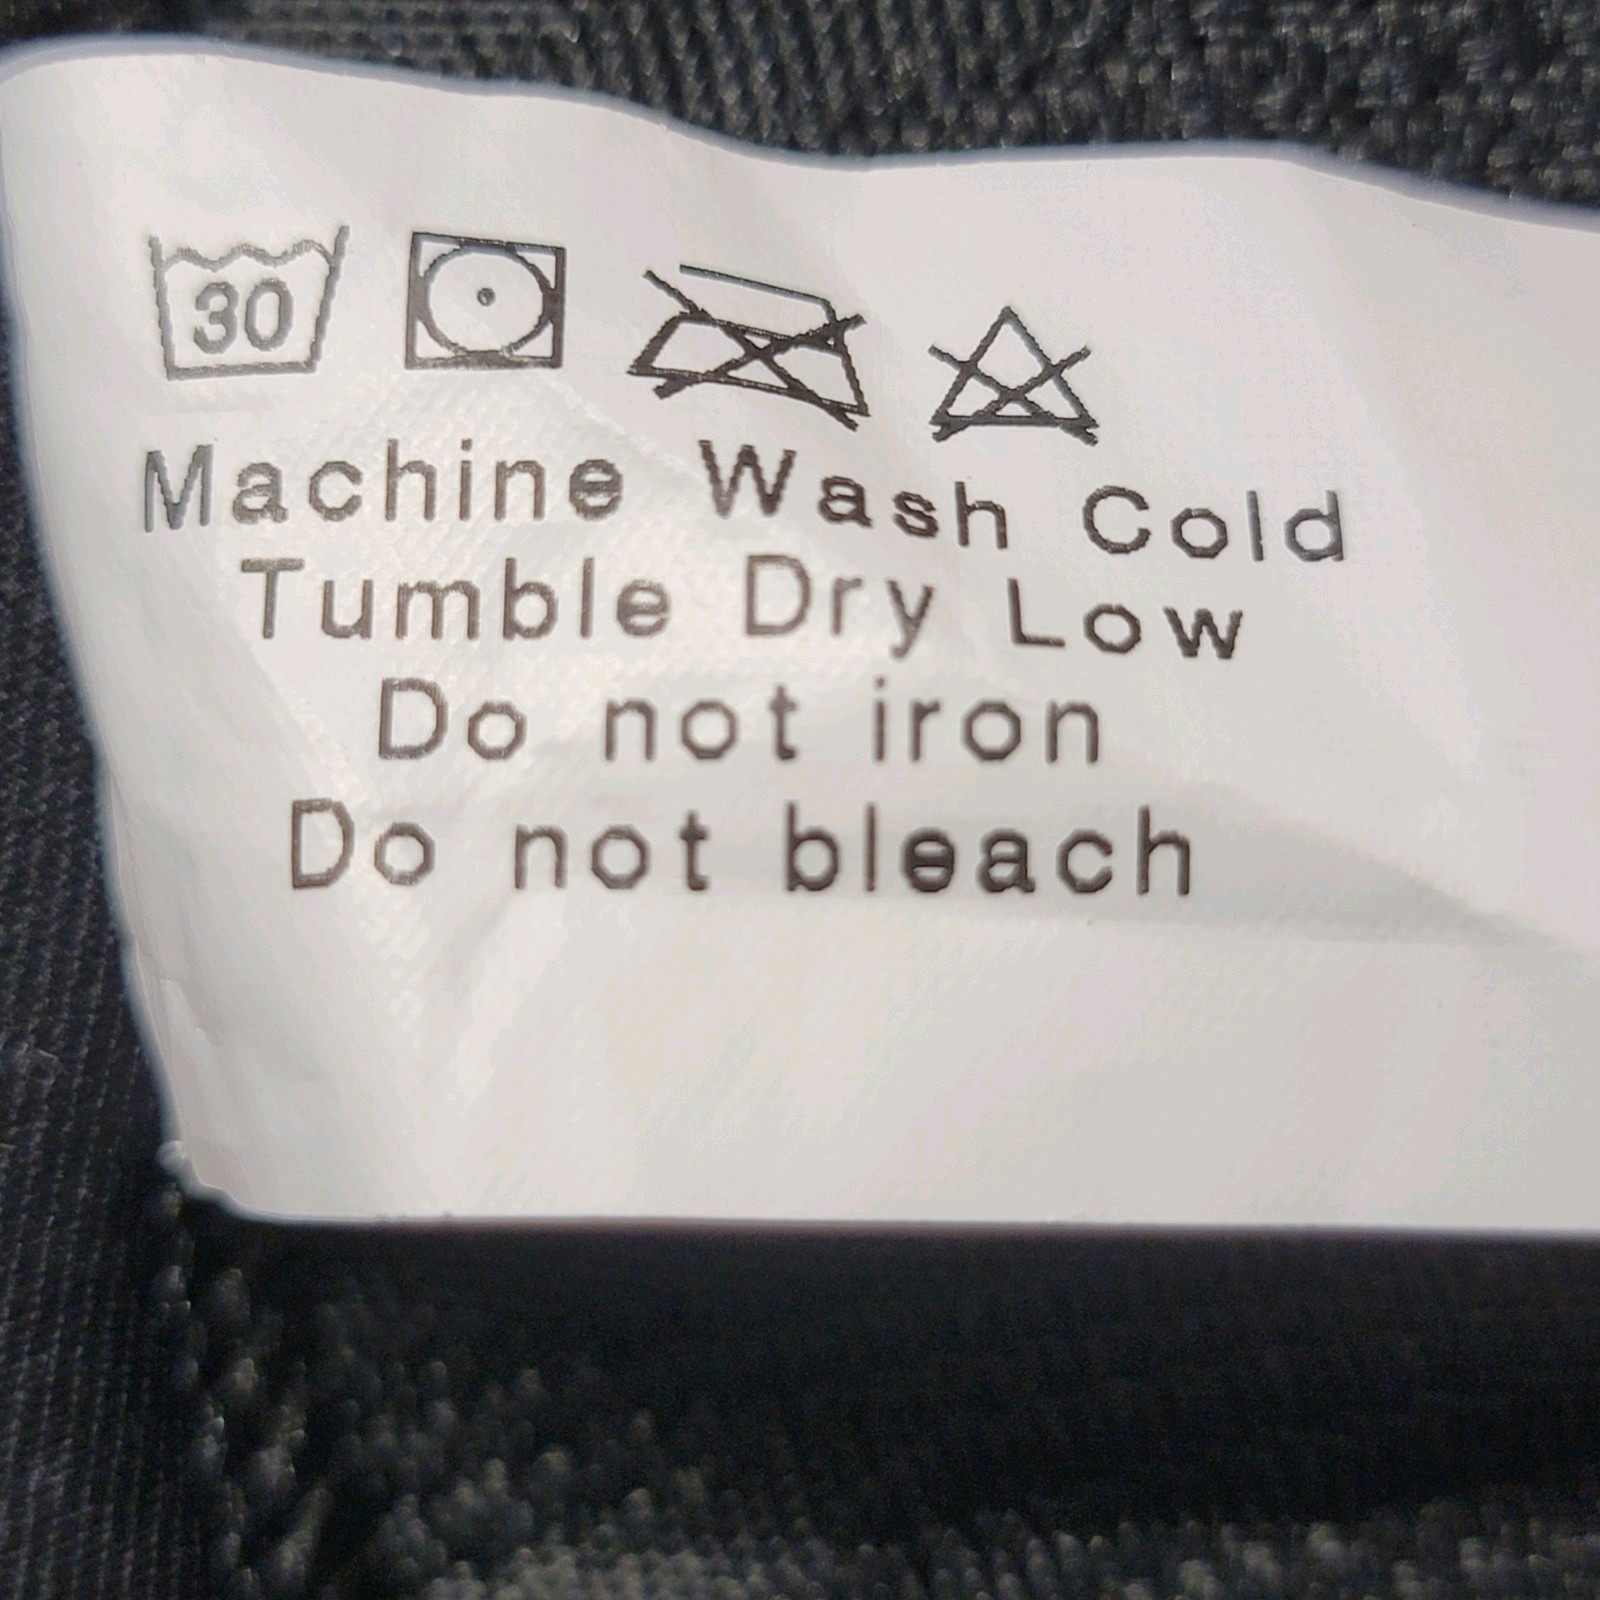 30
Machine Wash Cold
Tumble Dry Low
Do not iron
Do not bleach